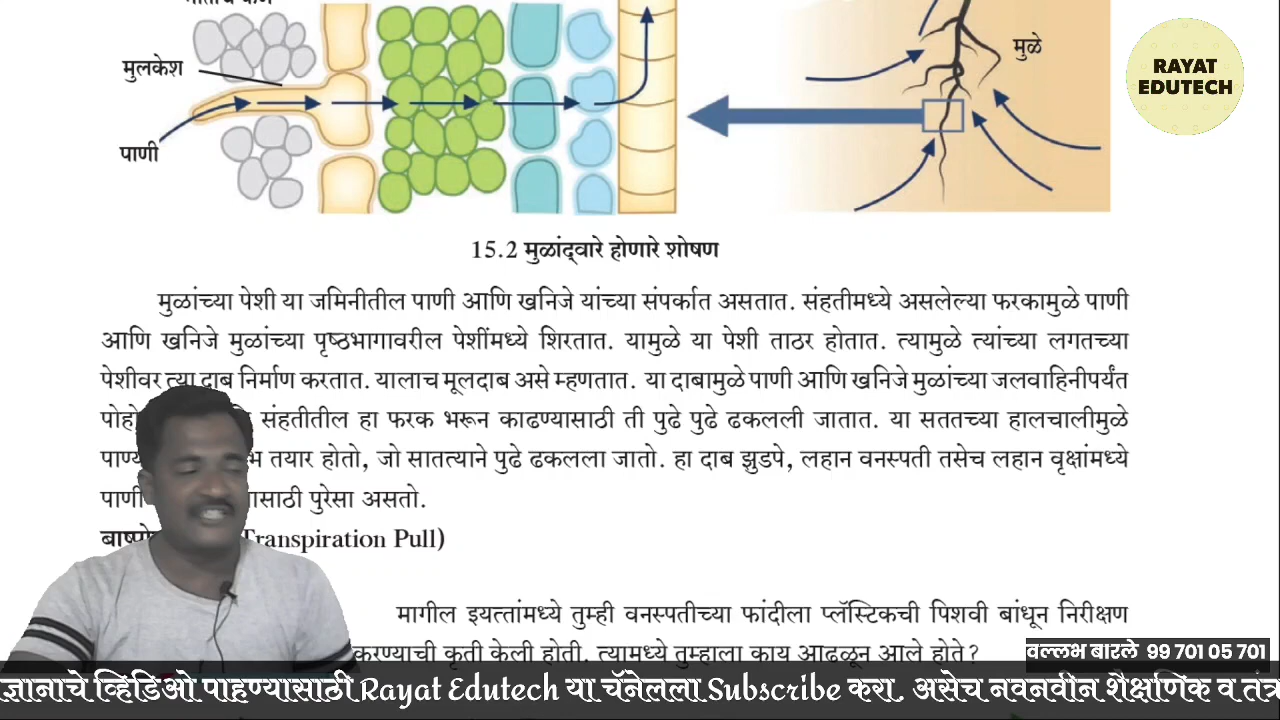 मुलकेश
पाणी
मुळे
RAYAT
EDUTECH
15.2 मुळांद्वारे होणारे शोषण
मुळांच्या पेशी या जमिनीतील पाणी आणि खनिजे यांच्या संपर्कात असतात. संहतीमध्ये असलेल्या फरकामुळे पाणी
आणि खनिजे मुळांच्या पृष्ठभागावरील पेशींमध्ये शिरतात. यामुळे या पेशी ताठर होतात. त्यामुळे त्यांच्या लगतच्या
पेशीवर त्या दाब निर्माण करतात. यालाच मूलदाब असे म्हणतात. या दाबामुळे पाणी आणि खनिजे मुळांच्या जलवाहिनीपर्यंत
संहतीतील हा फरक भरून काढण्यासाठी ती पुढे पुढे ढकलली जातात. या सततच्या हालचालीमुळे
तयार होतो, जो सातत्याने पुढे ढकलला जातो. हा दाब झुडपे, लहान वनस्पती तसेच लहान वृक्षांमध्ये
पाणी पुरेसा असतो.
Transpiration Pull)
मागील इयत्तांमध्ये तुम्ही वनस्पतीच्या फांदीला प्लॅस्टिकची पिशवी बांधून निरीक्षण
करण्याची कृती केली होती. त्यामध्ये तुम्हाला काय आढळून आले होते?
वल्लभ बारले 99 701 05 701
ज्ञानाचे व्हिडिओ पाहण्यासाठी Rayat Edutech या चॅनेलला Subscribe करा. असेच नवनवीन शैक्षणिक व तंत्र